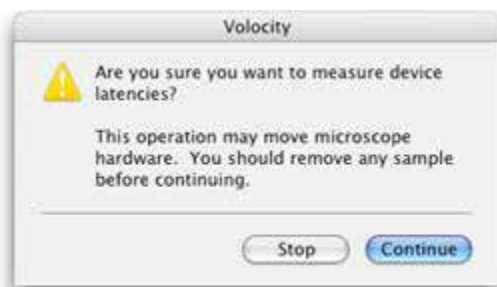 Volocity
Are you sure you want to measure device
latencies?
This operation may move microscope
hardware. You should remove any sample
before continuing.
Stop
Continue